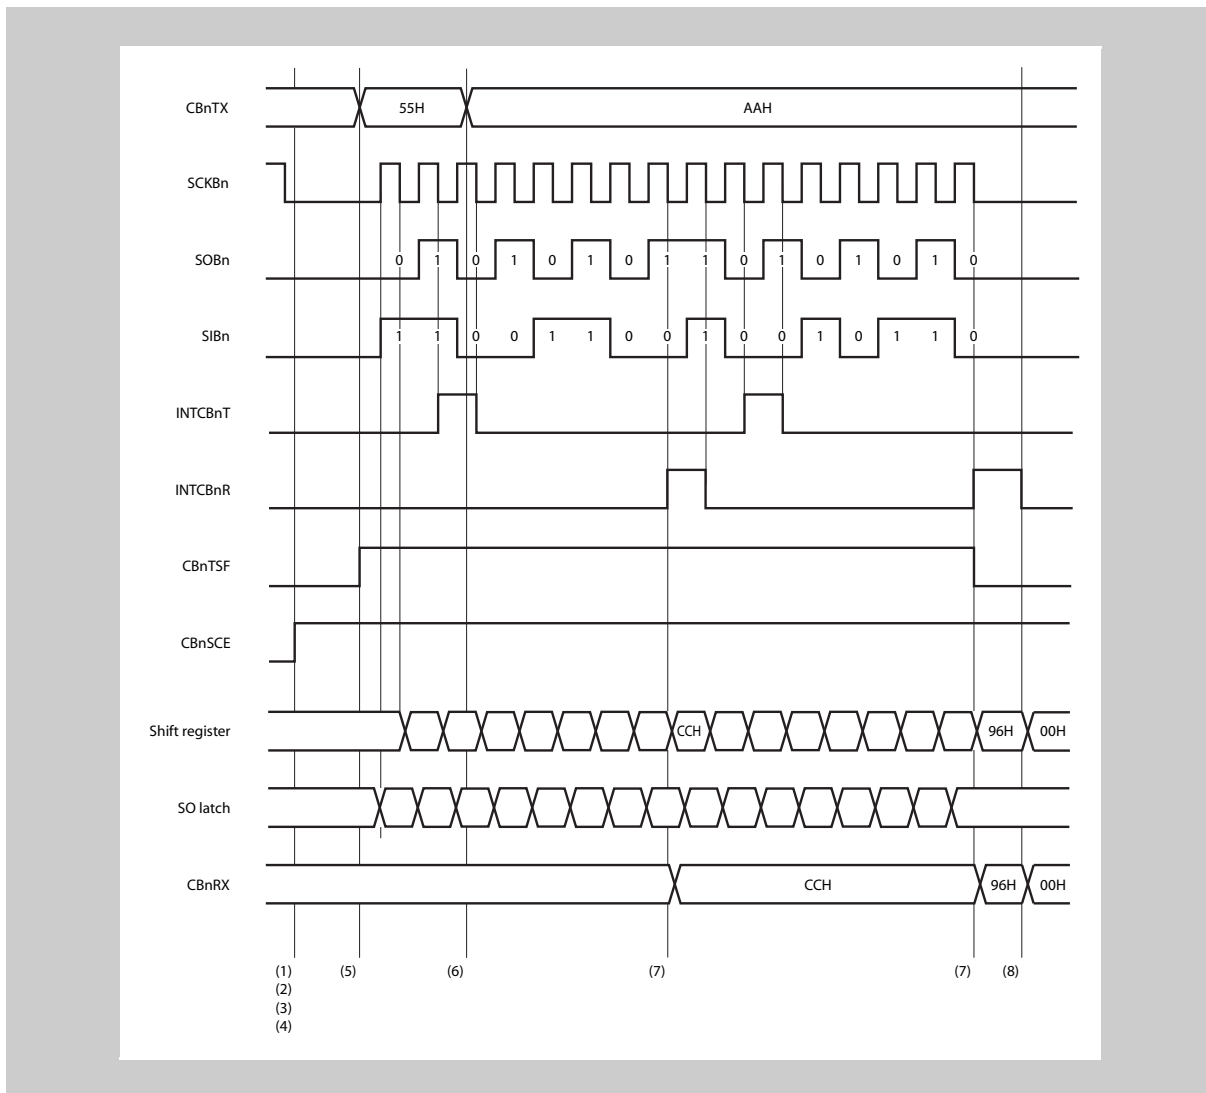 CBnTX 55H AAH
SCKBn
SOBn 0 1 0 1 0 1 0 1 1 0 1 0 1 0 1 0
SIBn 1 1 0 0 1 1 0 0 1 0 0 1 0 1 1 0
INTCBnT
INTCBnR
CBnTSF
CBnSCE
Shift register CCH 96H 00H
SO latch
CBnRX CCH 96H 00H
(1) (5) (6) (7) (7) (8)
(2)
(3)
(4)